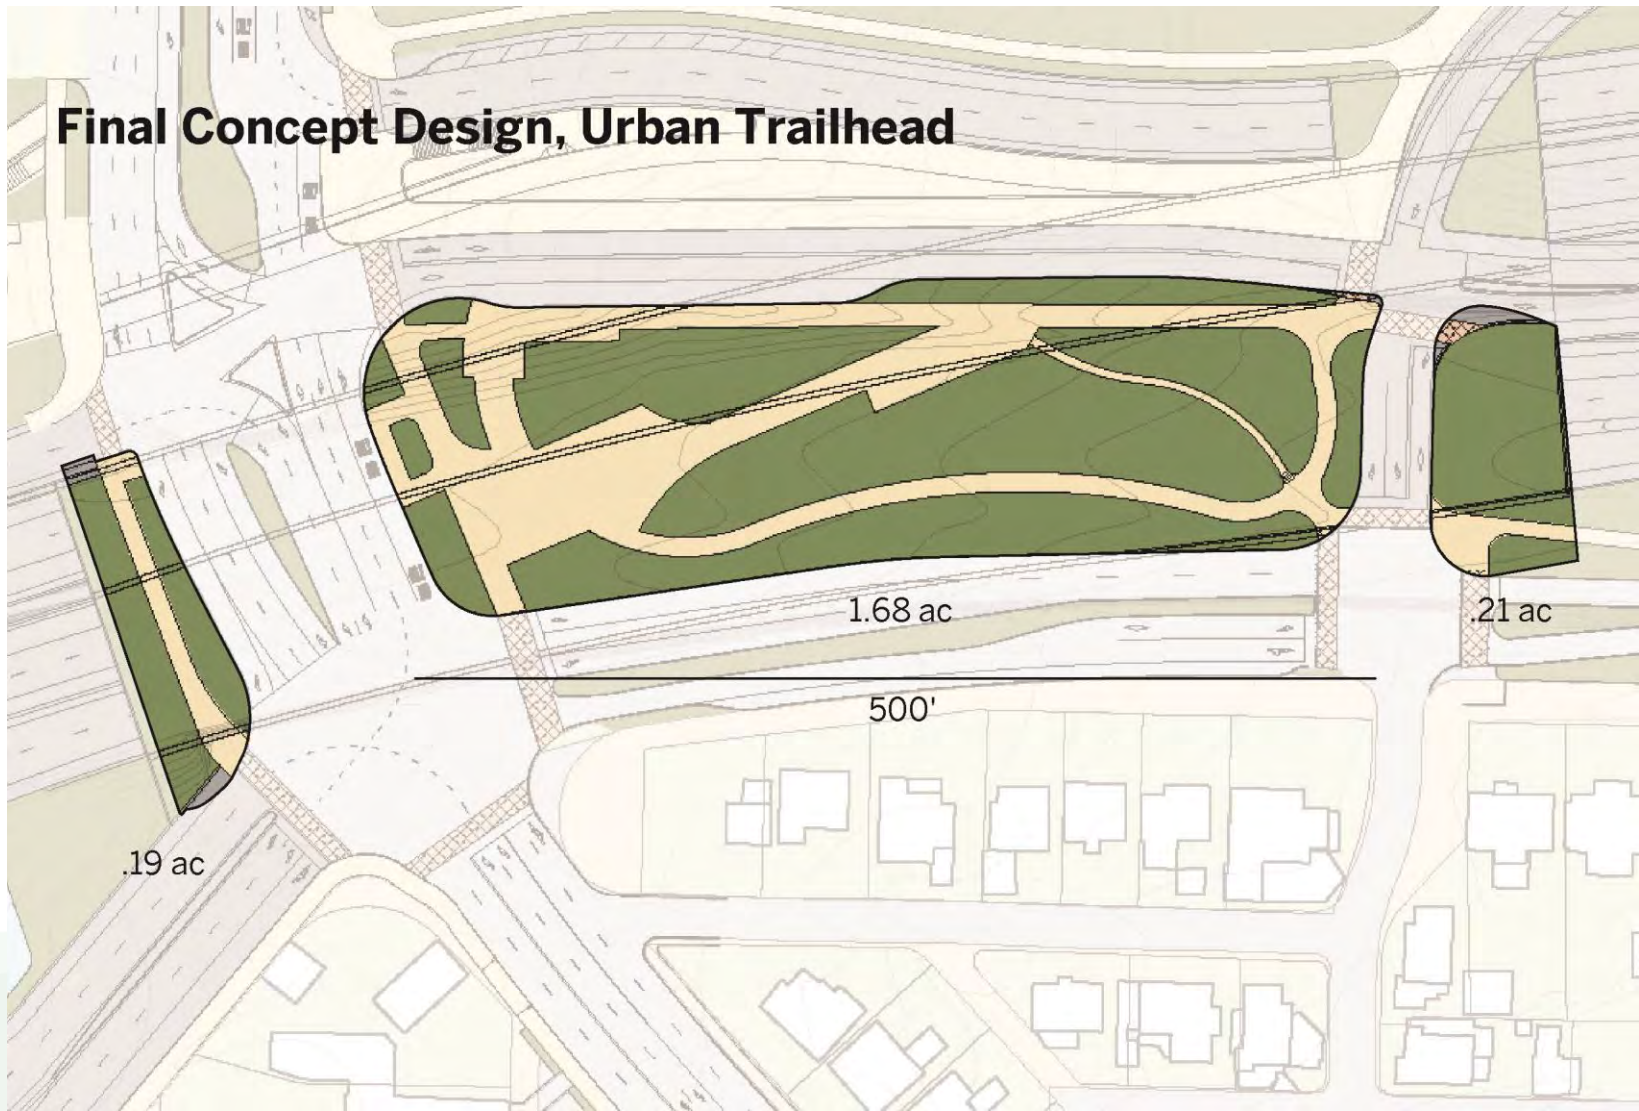 Final Concept Design, Urban Trailhead
1.68 ac
.21 ac
500'
.19 ac